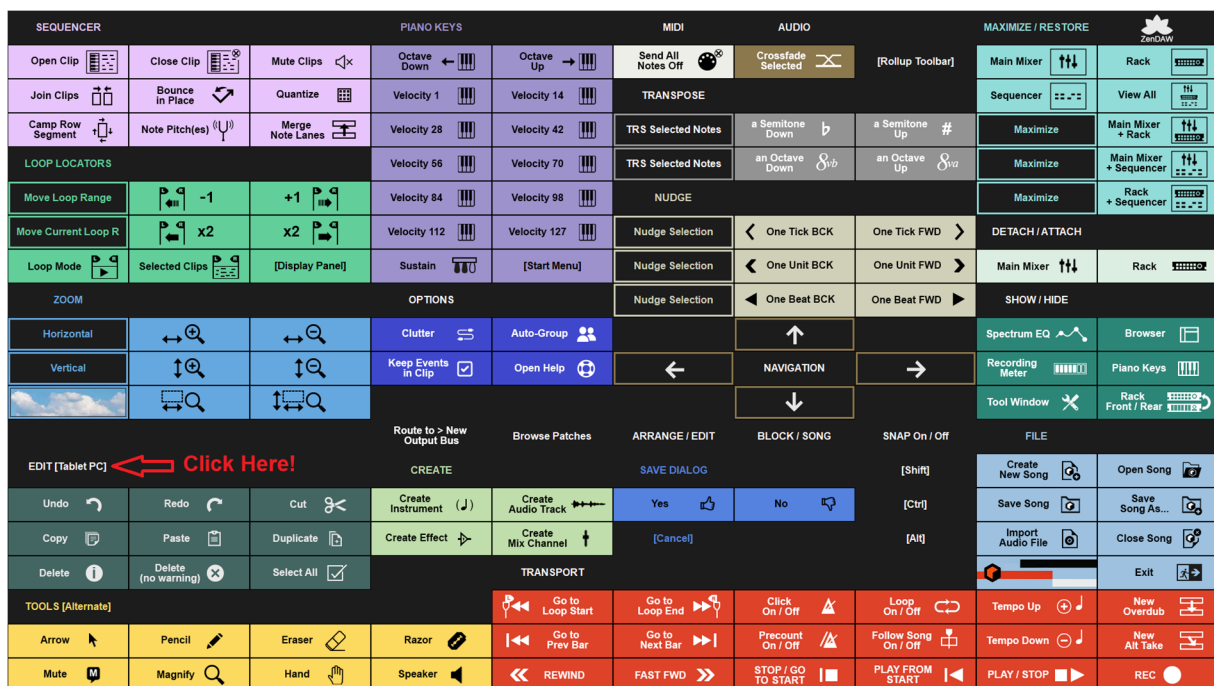 SEQUENCER PIANO KEYS MIDI AUDIO MAXIMIZE / RESTORE ZenDAW
Open Clip Close Clip Mute Clips Octave Down Octave Up Send All Notes Off Crossfade Selected [Rollup Toolbar] Main Mixer Rack
Join Clips Bounce in Place Quantize Velocity 1 Velocity 14 TRANSPOSE Sequencer View All
Camp Row Segment Note Pitch(es) Merge Note Lanes Velocity 28 Velocity 42 TRS Selected Notes a Semitone Down ♭ a Semitone Up # Maximize Main Mixer + Rack
LOOP LOCATORS Velocity 56 Velocity 70 TRS Selected Notes an Octave Down 8vb an Octave Up 8va Maximize Main Mixer + Sequencer
Move Loop Range -1 +1 Velocity 84 Velocity 98 NUDGE Maximize Rack + Sequencer
Move Current Loop R x2 x2 Velocity 112 Velocity 127 Nudge Selection One Tick BCK One Tick FWD DETACH / ATTACH
Loop Mode Selected Clips [Display Panel] Sustain [Start Menu] Nudge Selection One Unit BCK One Unit FWD Main Mixer Rack
ZOOM OPTIONS Nudge Selection One Beat BCK One Beat FWD SHOW / HIDE
Horizontal Clutter Auto-Group Spectrum EQ Browser
Vertical Keep Events in Clip Open Help NAVIGATION Recording Meter Piano Keys
Tool Window Rack Front / Rear
Route to > New Output Bus Browse Patches ARRANGE / EDIT BLOCK / SONG SNAP On / Off FILE
EDIT [Tablet PC] Click Here! CREATE SAVE DIALOG [Shift] Create New Song Open Song
Undo Redo Cut Create Instrument (♩) Create Audio Track Yes No [Ctrl] Save Song Save Song As...
Copy Paste Duplicate Create Effect Create Mix Channel [Cancel] [Alt] Import Audio File Close Song
Delete Delete (no warning) Select All TRANSPORT Exit
TOOLS [Alternate] Go to Loop Start Go to Loop End Click On / Off Loop On / Off Tempo Up New Overdub
Arrow Pencil Eraser Razor Go to Prev Bar Go to Next Bar Precount On / Off Follow Song On / Off Tempo Down New Alt Take
Mute M Magnify Hand Speaker REWIND FAST FWD STOP / GO TO START PLAY FROM START PLAY / STOP REC